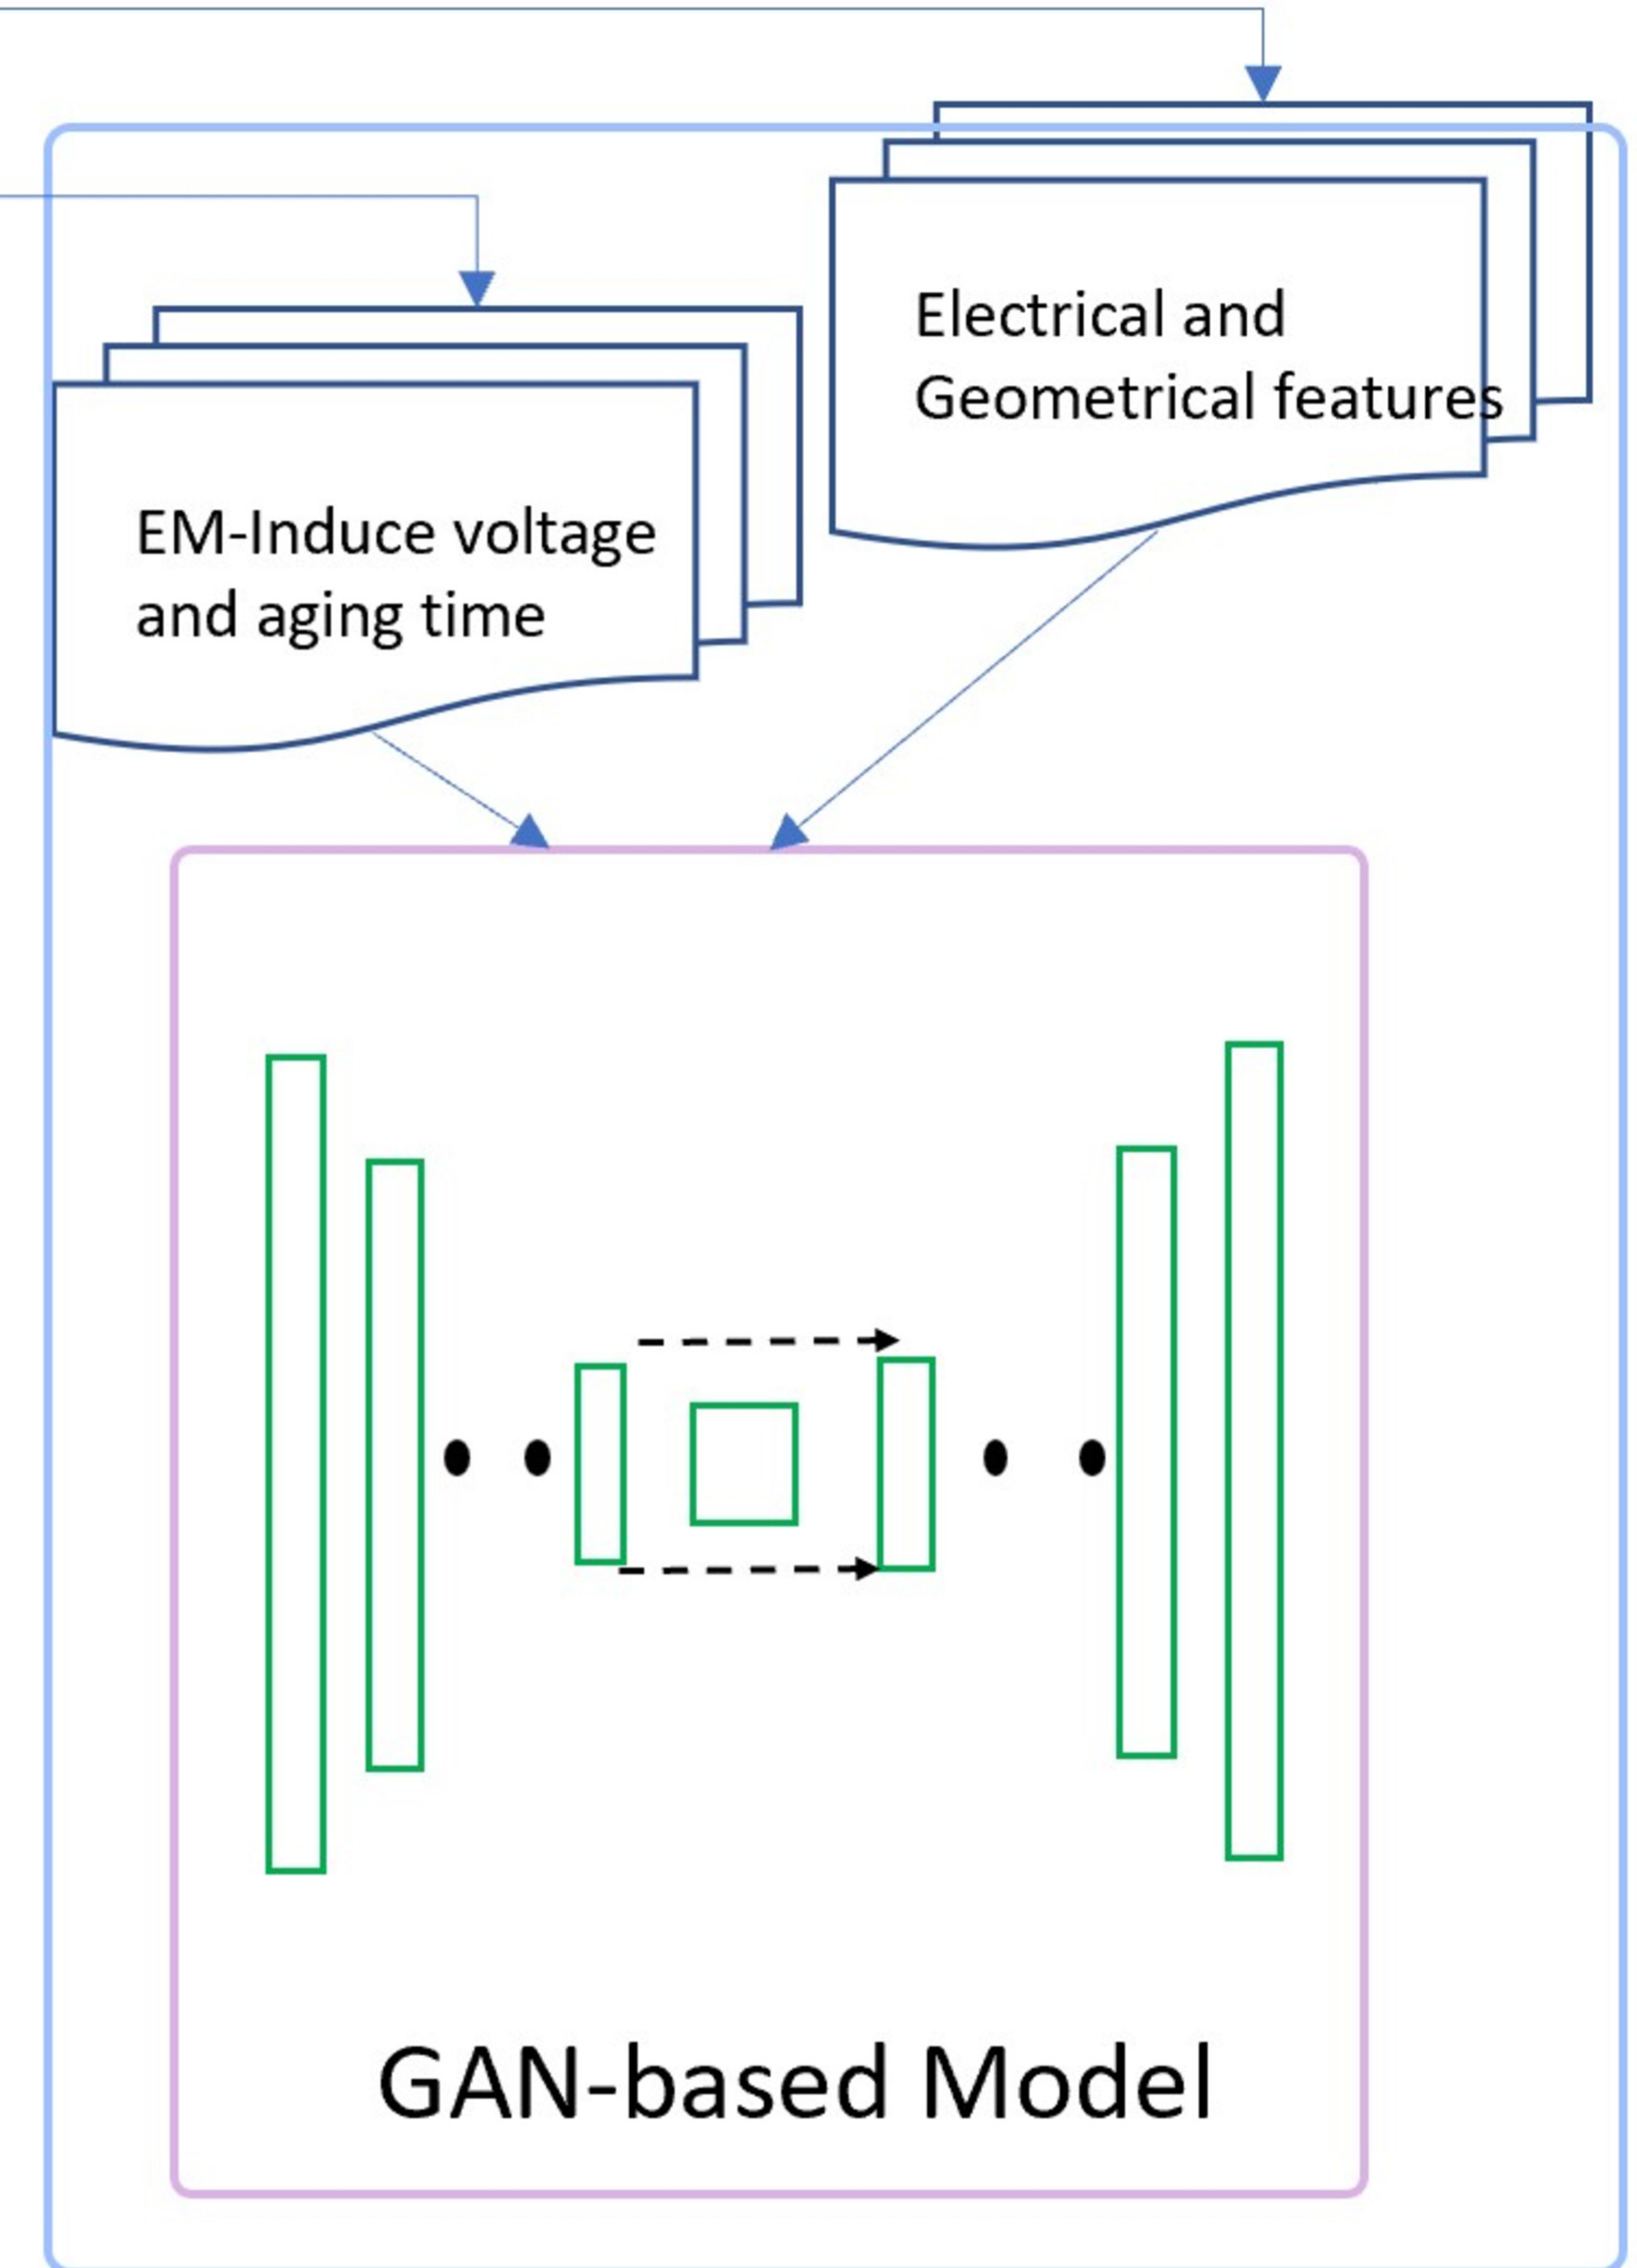 Electrical and
Geometrical features
EM-Induce voltage
and aging time
GAN-based Model